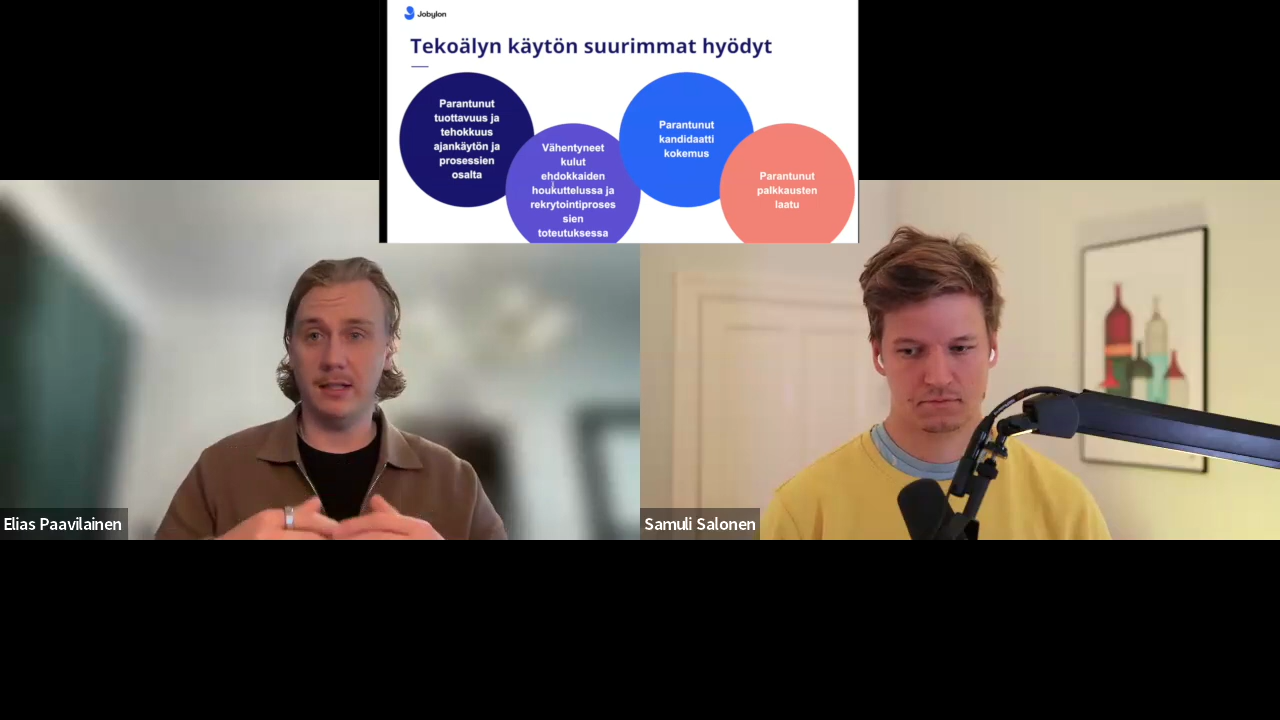 Jobylon
Tekoälyn käytön suurimmat hyödyt
Parantunut
tuottavuus ja
tehokkuus
ajankäytön ja
prosessien
osalta
Vähentyneet
kulut
ehdokkaiden
houkuttelussa ja
rekrytointiproses
sien
toteutuksessa
Parantunut
kandidaatti
kokemus
Parantunut
palkkausten
laatu
Elias Paavilainen
Samuli Salonen